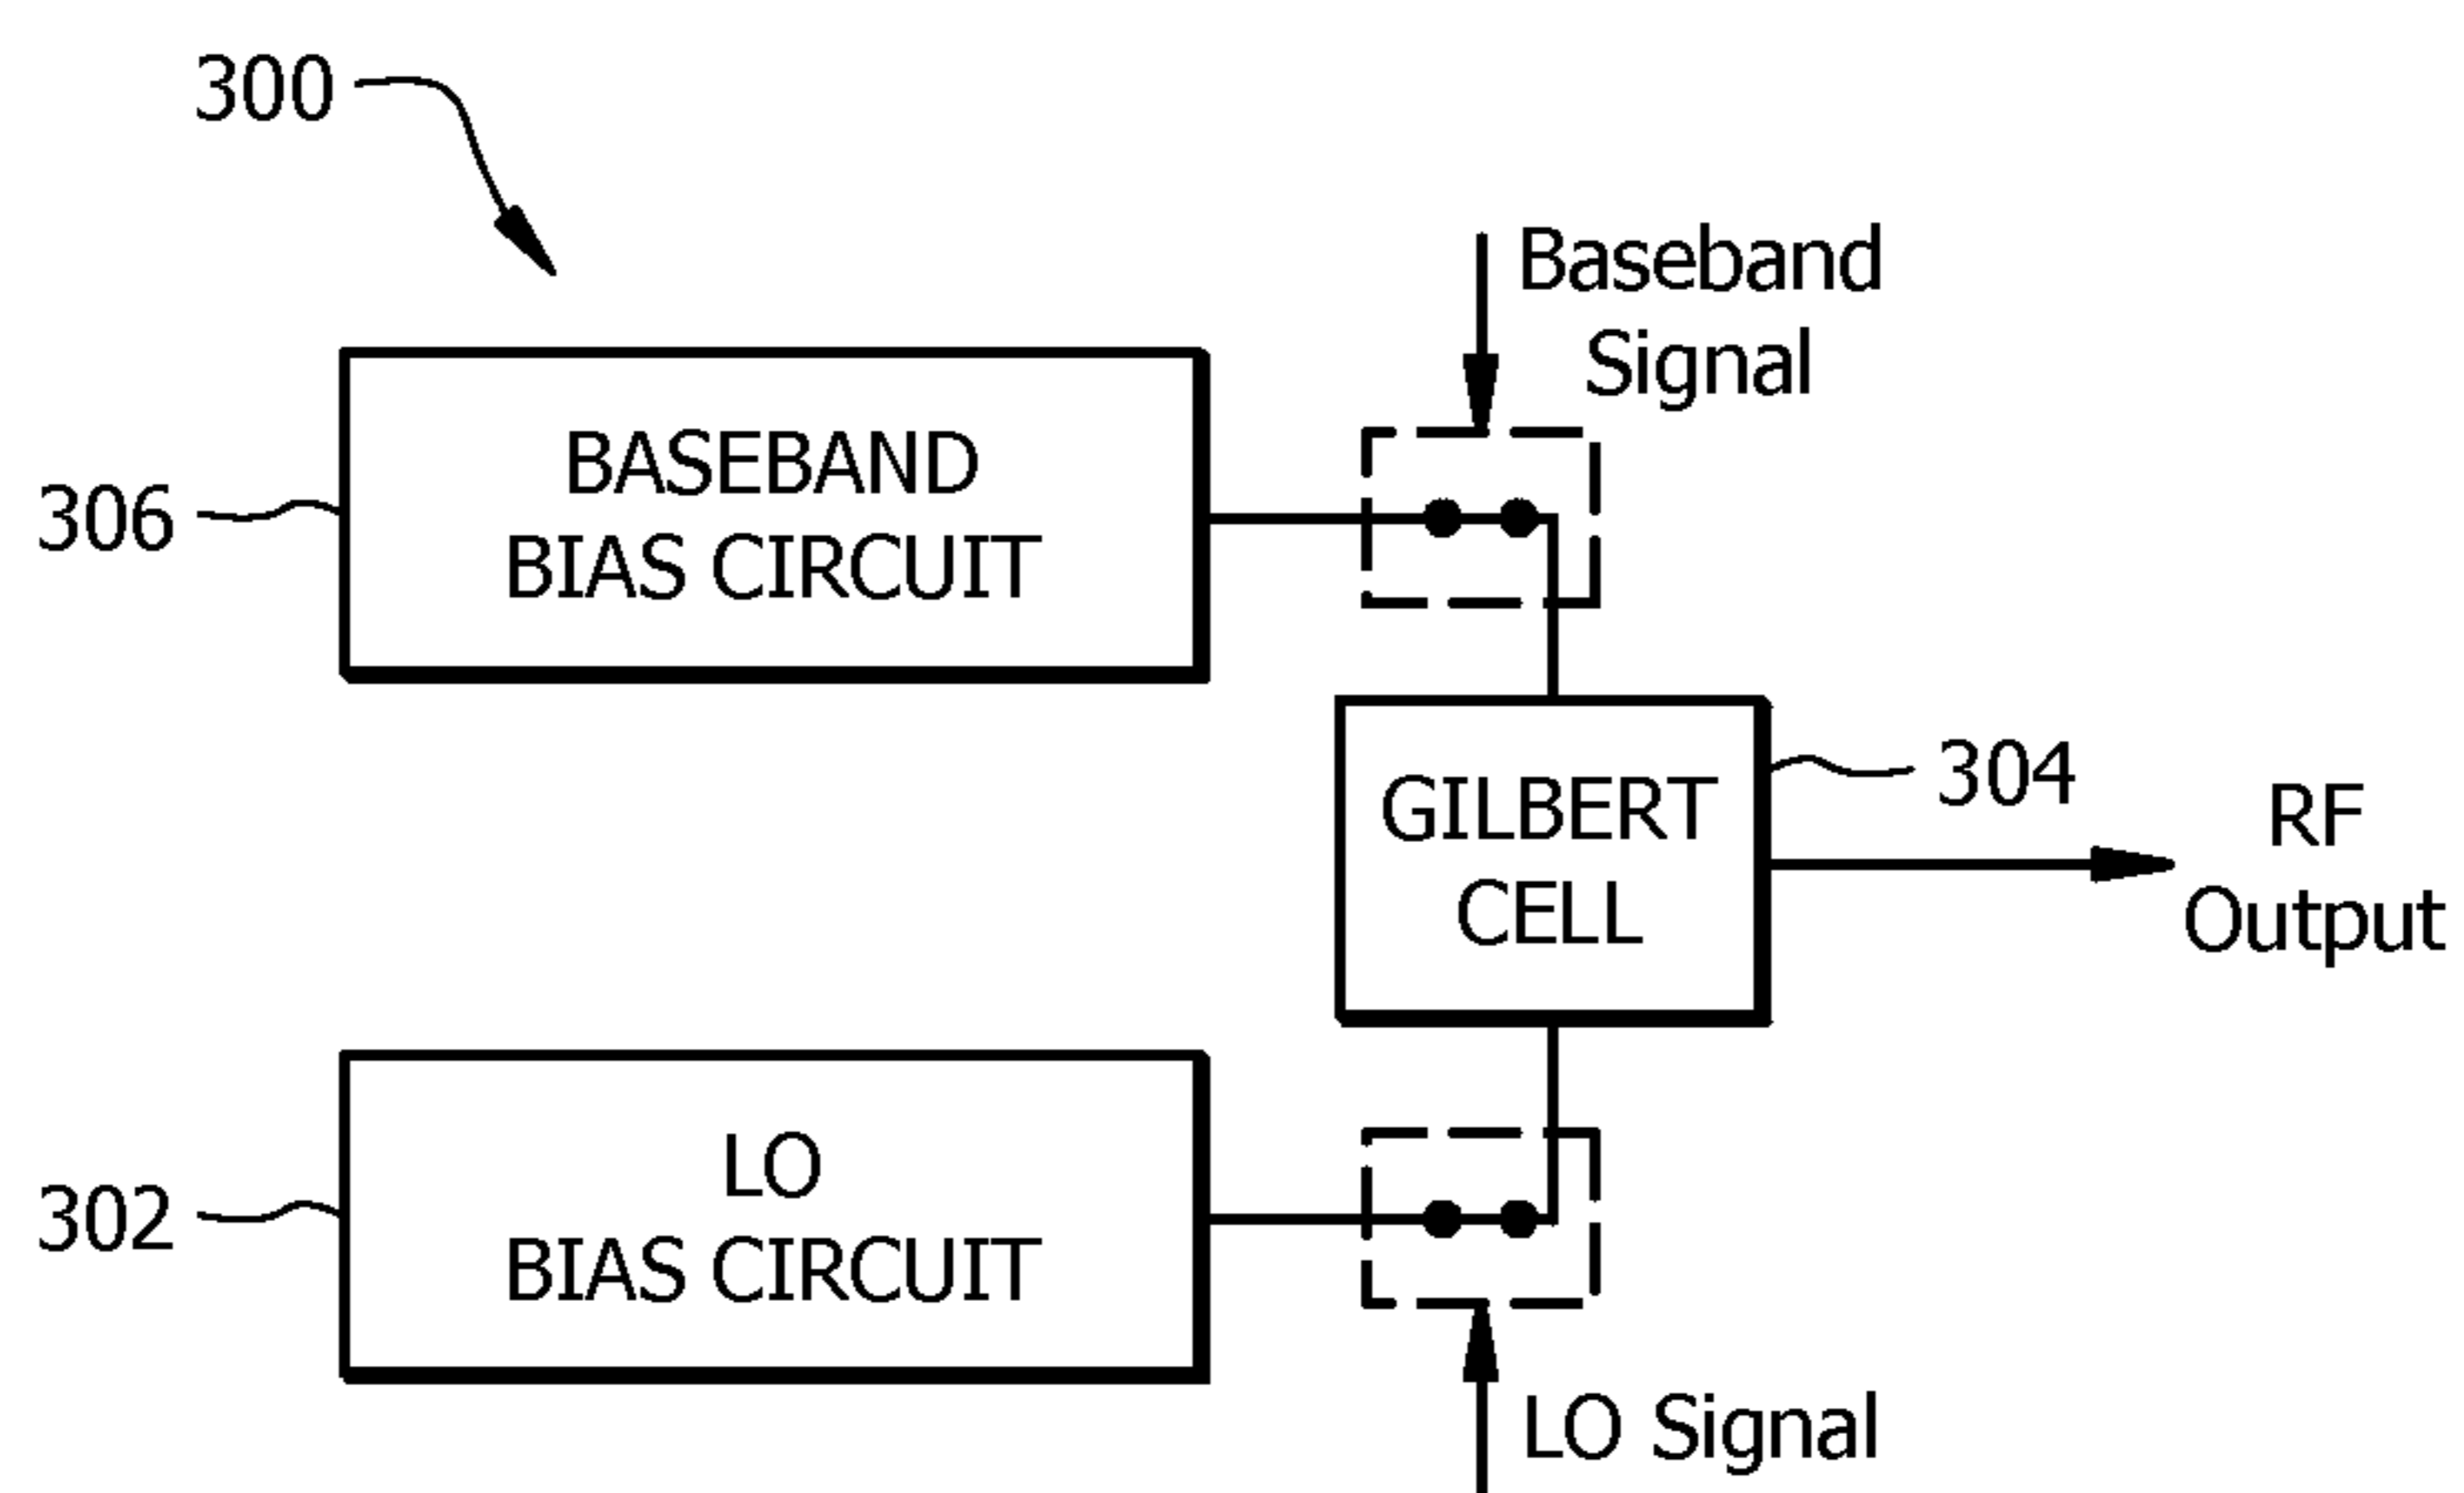 300
Baseband
Signal
BASEBAND
BIAS CIRCUIT
306
GILBERT
CELL
304
RF
Output
LO
BIAS CIRCUIT
302
LO Signal